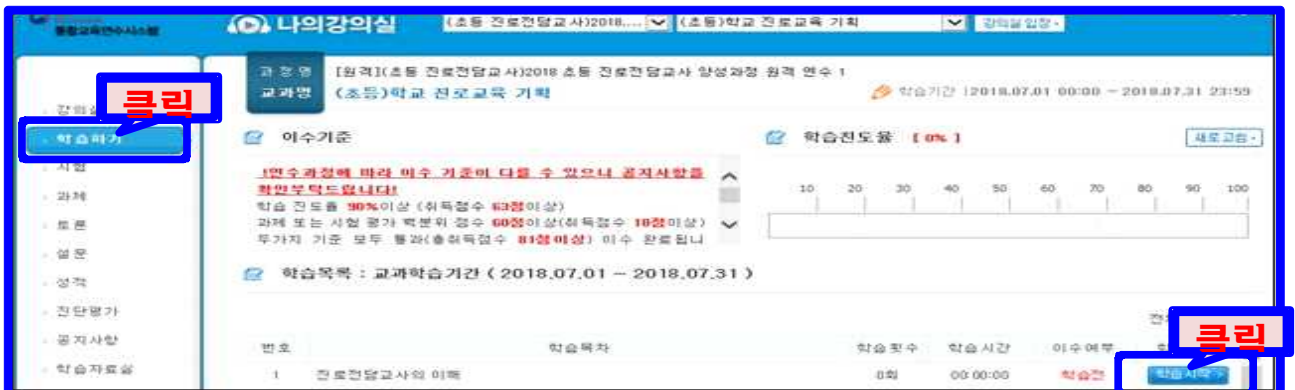 통합교육연수시스템
나의강의실
(초등 진로전담교사)2018.... (초등)학교 진로교육 기획 강의실입장
과정명 [원격](초등 진로전담교사)2018 초등 진로전담교사 양성과정 원격 연수 1
교과명 (초등)학교 진로교육 기획
학습기간 |2018.07.01 00:00 ~ 2018.07.31 23:59
클릭
학습하기
시험
과제
토론
설문
성적
진단평가
공지사항
학습자료실
이수기준
!연수과정에 따라 이수 기준이 다를 수 있으니 공지사항을
확인부탁드립니다!
학습 진도율 90%이상 (취득점수 63점이상)
과제 또는 시험 평가 백분위 점수 60점이상(취득점수 18점이상)
두가지 기준 모두 통과(총취득점수 81점이상) 이수 완료됩니
학습진도율 [ 0% ]
새로고침
10 20 30 40 50 60 70 80 90 100
학습목록 : 교과학습기간 ( 2018.07.01 ~ 2018.07.31 )
클릭
번호 학습목차 학습횟수 학습시간 이수여부
1 진로전담교사의 이해 0회 00:00:00 학습전 학습시작